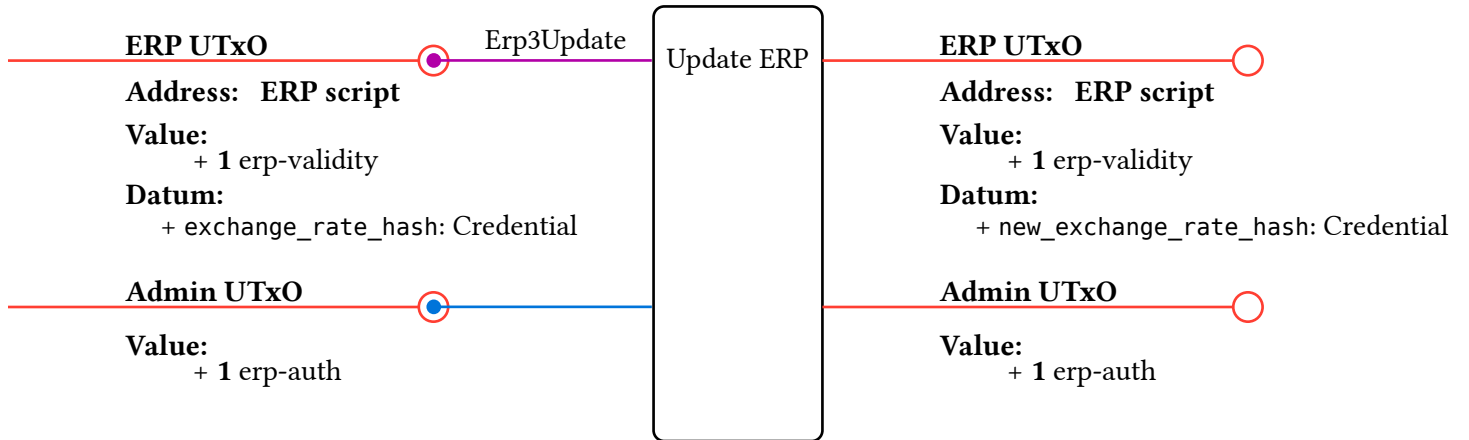 ERP UTxO
Address: ERP script
Value:
+ 1 erp-validity
Datum:
+ exchange_rate_hash: Credential
Admin UTxO
Value:
+ 1 erp-auth
Erp3Update
Update ERP
ERP UTxO
Address: ERP script
Value:
+ 1 erp-validity
Datum:
+ new_exchange_rate_hash: Credential
Admin UTxO
Value:
+ 1 erp-auth